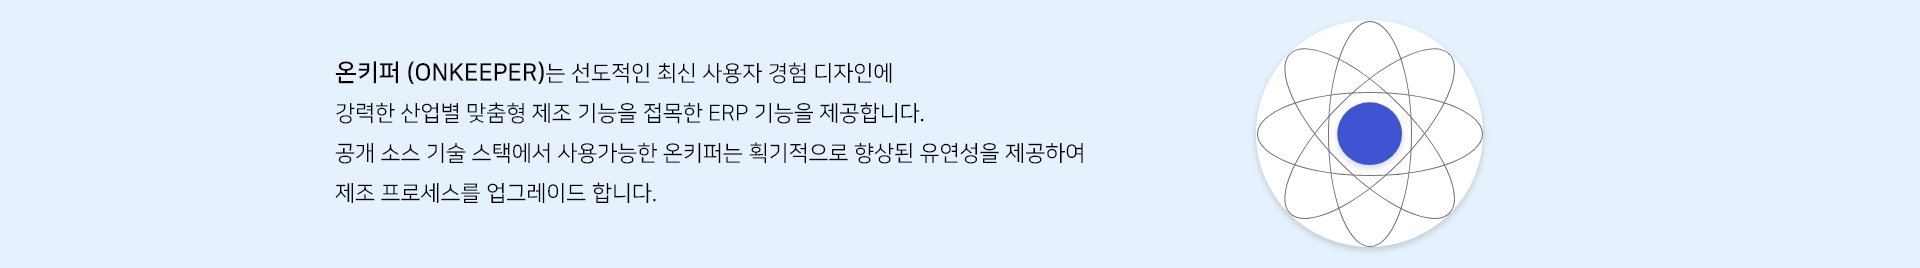 온키퍼 (ONKEEPER)는 선도적인 최신 사용자 경험 디자인에
강력한 산업별 맞춤형 제조 기능을 접목한 ERP 기능을 제공합니다.
공개 소스 기술 스택에서 사용가능한 온키퍼는 획기적으로 향상된 유연성을 제공하여
제조 프로세스를 업그레이드 합니다.